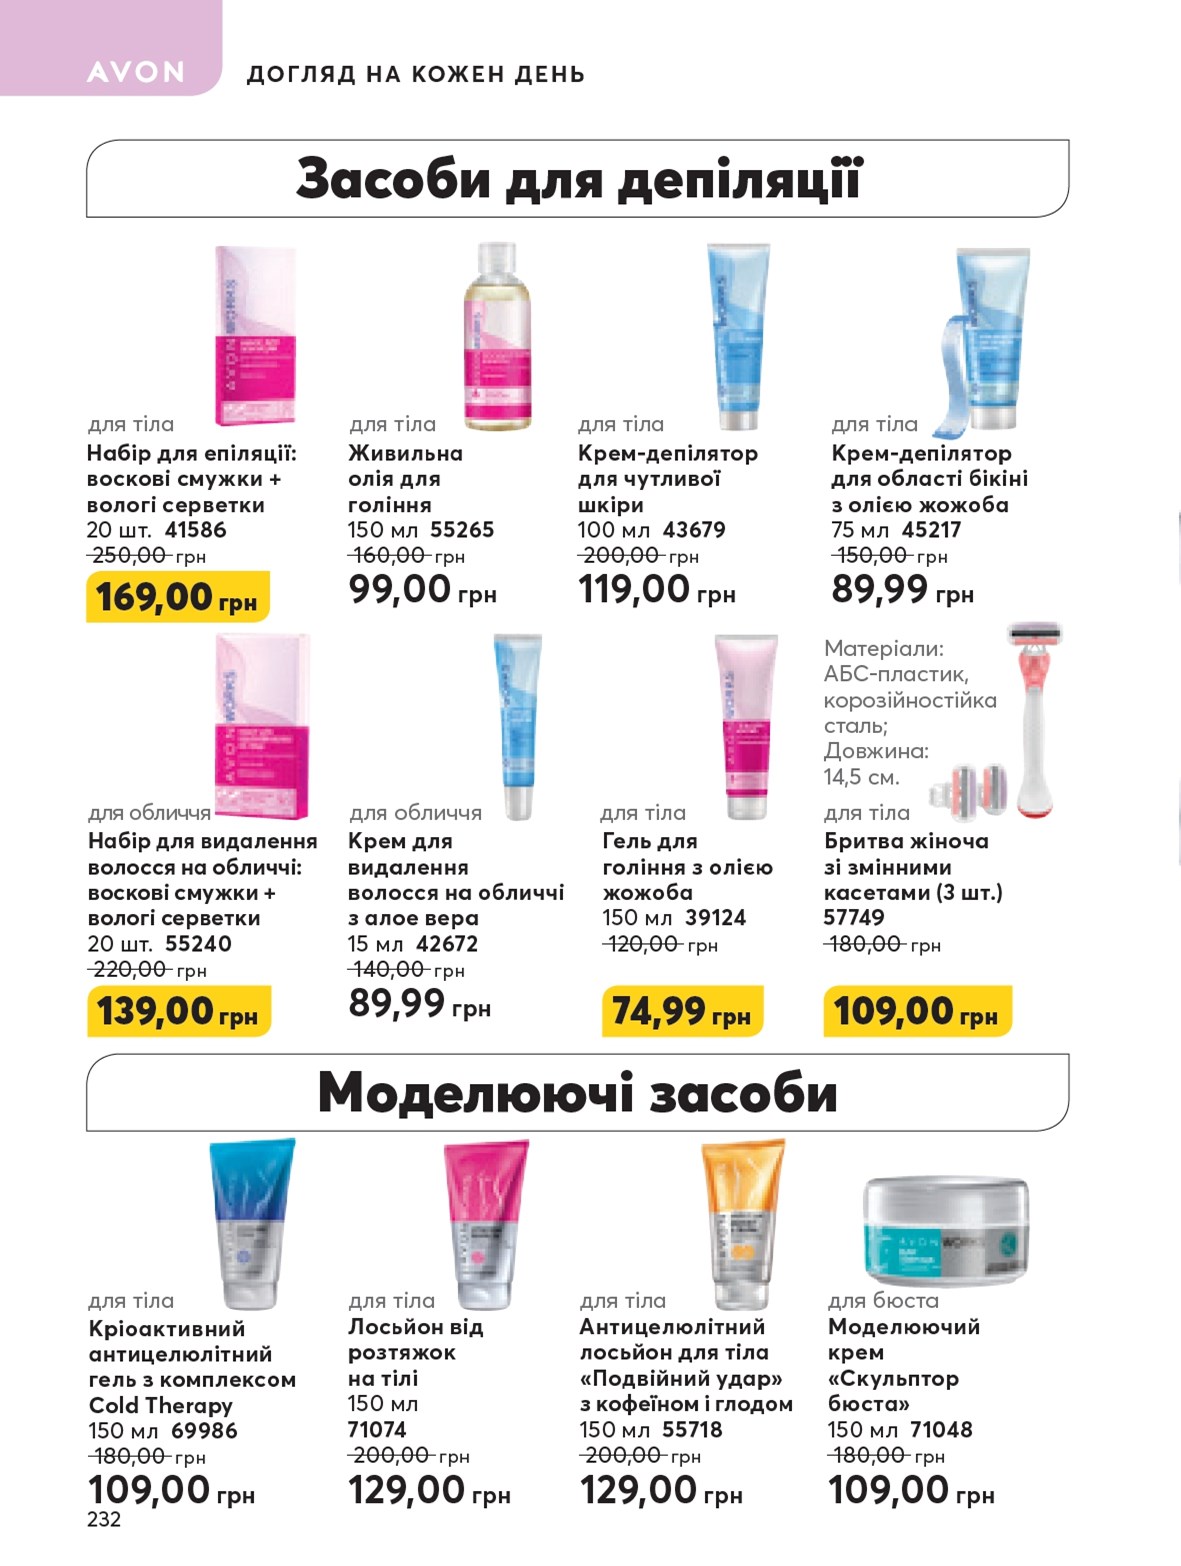 AVON
ДОГЛЯД НА КОЖЕН ДЕНЬ
Засоби для депіляції
для тіла
Набір для епіляції:
воскові смужки +
вологі серветки
20 шт. 41586
250,00 грн
169,00 грн
для тіла
Живильна
олія для
гоління
150 мл 55265
160,00 грн
99,00 грн
для тіла
Крем-депілятор
для чутливої
шкіри
100 мл 43679
200,00 грн
119,00 грн
для тіла
Крем-депілятор
для області бікіні
з олією жожоба
75 мл 45217
150,00 грн
89,99 грн
AVON WORKS
для обличчя
Набір для видалення
волосся на обличчі:
воскові смужки +
вологі серветки
20 шт. 55240
220,00 грн
139,00 грн
для обличчя
Крем для
видалення
волосся на обличчі
з алое вера
15 мл 42672
140,00 грн
89,99 грн
для тіла
Гель для
гоління з олією
жожоба
150 мл 39124
120,00 грн
74,99 грн
Матеріали:
АБС-пластик,
корозійностійка
сталь;
Довжина:
14,5 см.
для тіла
Бритва жіноча
зі змінними
касетами (3 шт.)
57749
180,00 грн
109,00 грн
Моделюючі засоби
для тіла
Кріоактивний
антицелюлітний
гель з комплексом
Cold Therapy
150 мл 69986
180,00 грн
109,00 грн
для тіла
Лосьйон від
розтяжок
на тілі
150 мл
71074
200,00 грн
129,00 грн
для тіла
Антицелюлітний
лосьйон для тіла
«Подвійний удар»
з кофеїном і глодом
150 мл 55718
200,00 грн
129,00 грн
AVON WORKS
для бюста
Моделюючий
крем
«Скульптор
бюста»
150 мл 71048
180,00 грн
109,00 грн
232